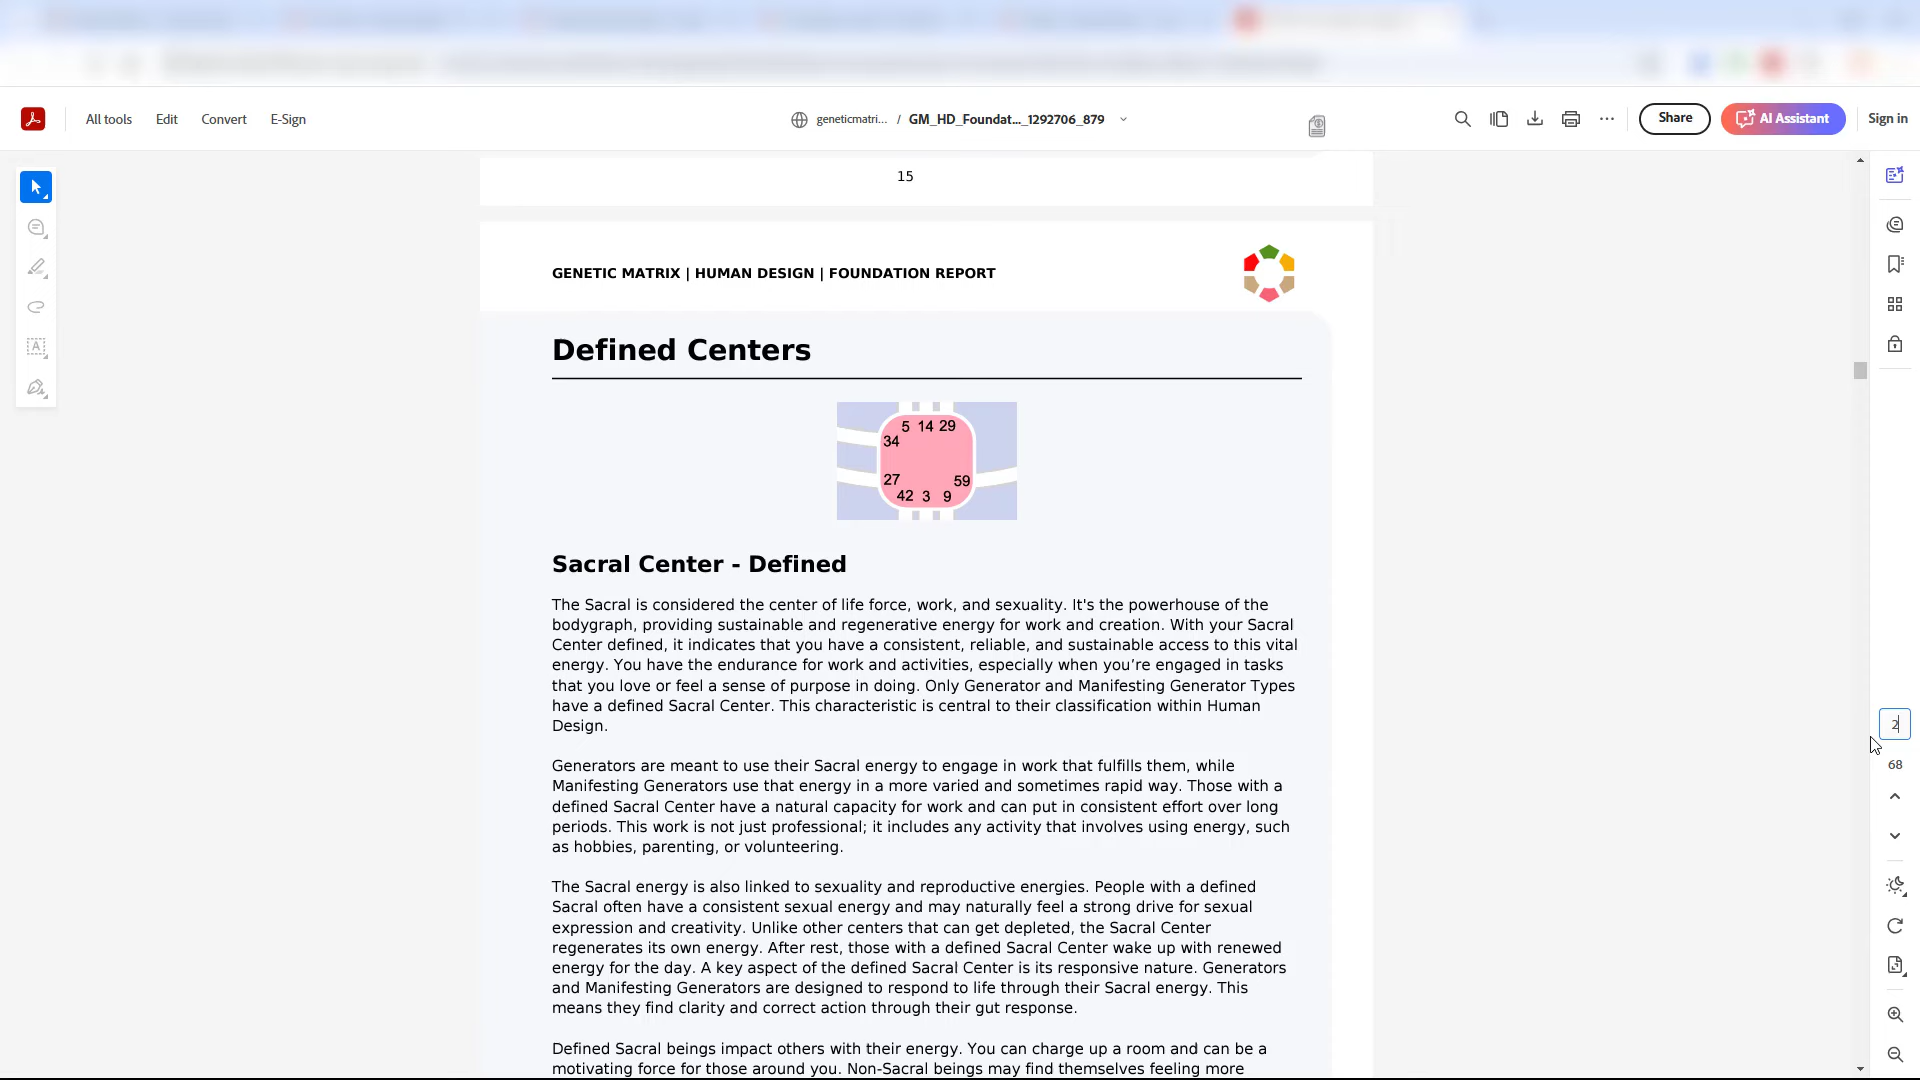 All tools
Edit
Convert
E-Sign
geneticmatri... / GM_HD_Foundat..._1292706_879
Share
AI Assistant
Sign in
15
GENETIC MATRIX | HUMAN DESIGN | FOUNDATION REPORT
Defined Centers
5 14 29
34
27
59
42 3 9
Sacral Center - Defined
The Sacral is considered the center of life force, work, and sexuality. It's the powerhouse of the
bodygraph, providing sustainable and regenerative energy for work and creation. With your Sacral
Center defined, it indicates that you have a consistent, reliable, and sustainable access to this vital
energy. You have the endurance for work and activities, especially when you’re engaged in tasks
that you love or feel a sense of purpose in doing. Only Generator and Manifesting Generator Types
have a defined Sacral Center. This characteristic is central to their classification within Human
Design.
Generators are meant to use their Sacral energy to engage in work that fulfills them, while
Manifesting Generators use that energy in a more varied and sometimes rapid way. Those with a
defined Sacral Center have a natural capacity for work and can put in consistent effort over long
periods. This work is not just professional; it includes any activity that involves using energy, such
as hobbies, parenting, or volunteering.
The Sacral energy is also linked to sexuality and reproductive energies. People with a defined
Sacral often have a consistent sexual energy and may naturally feel a strong drive for sexual
expression and creativity. Unlike other centers that can get depleted, the Sacral Center
regenerates its own energy. After rest, those with a defined Sacral Center wake up with renewed
energy for the day. A key aspect of the defined Sacral Center is its responsive nature. Generators
and Manifesting Generators are designed to respond to life through their Sacral energy. This
means they find clarity and correct action through their gut response.
Defined Sacral beings impact others with their energy. You can charge up a room and can be a
motivating force for those around you. Non-Sacral beings may find themselves feeling more
2
68